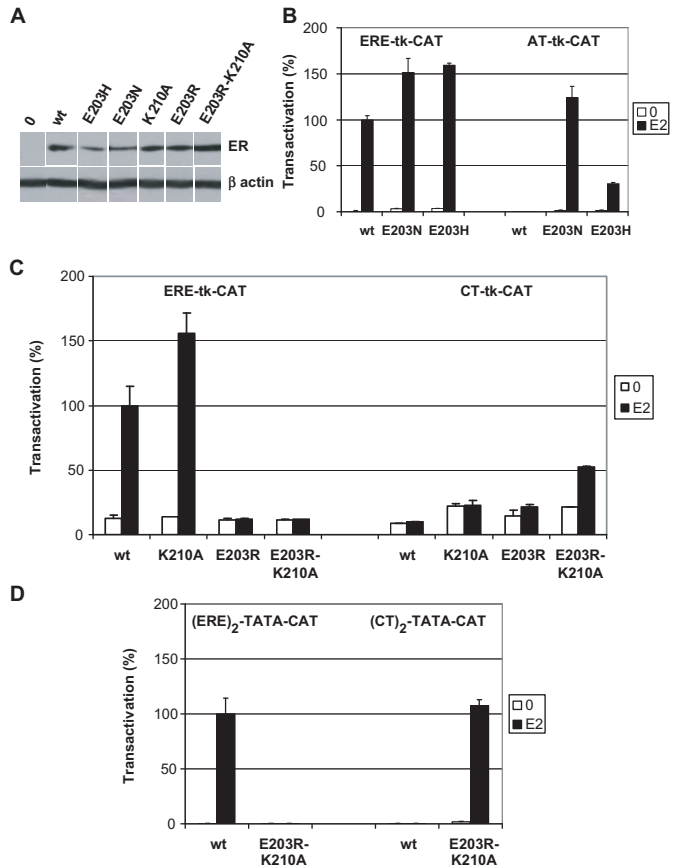 A
0
wt
E203H
E203N
K210A
E203R
E203R-K210A
ER
β actin
B
Transactivation (%)
200
150
100
50
0
ERE-tk-CAT
AT-tk-CAT
wt E203N E203H
wt E203N E203H
0
E2
C
Transactivation (%)
200
150
100
50
0
ERE-tk-CAT
CT-tk-CAT
wt K210A E203R E203R-
K210A
wt K210A E203R E203R-
K210A
0
E2
D
Transactivation (%)
200
150
100
50
0
(ERE)2-TATA-CAT
(CT)2-TATA-CAT
wt E203R-
K210A
wt E203R-
K210A
0
E2